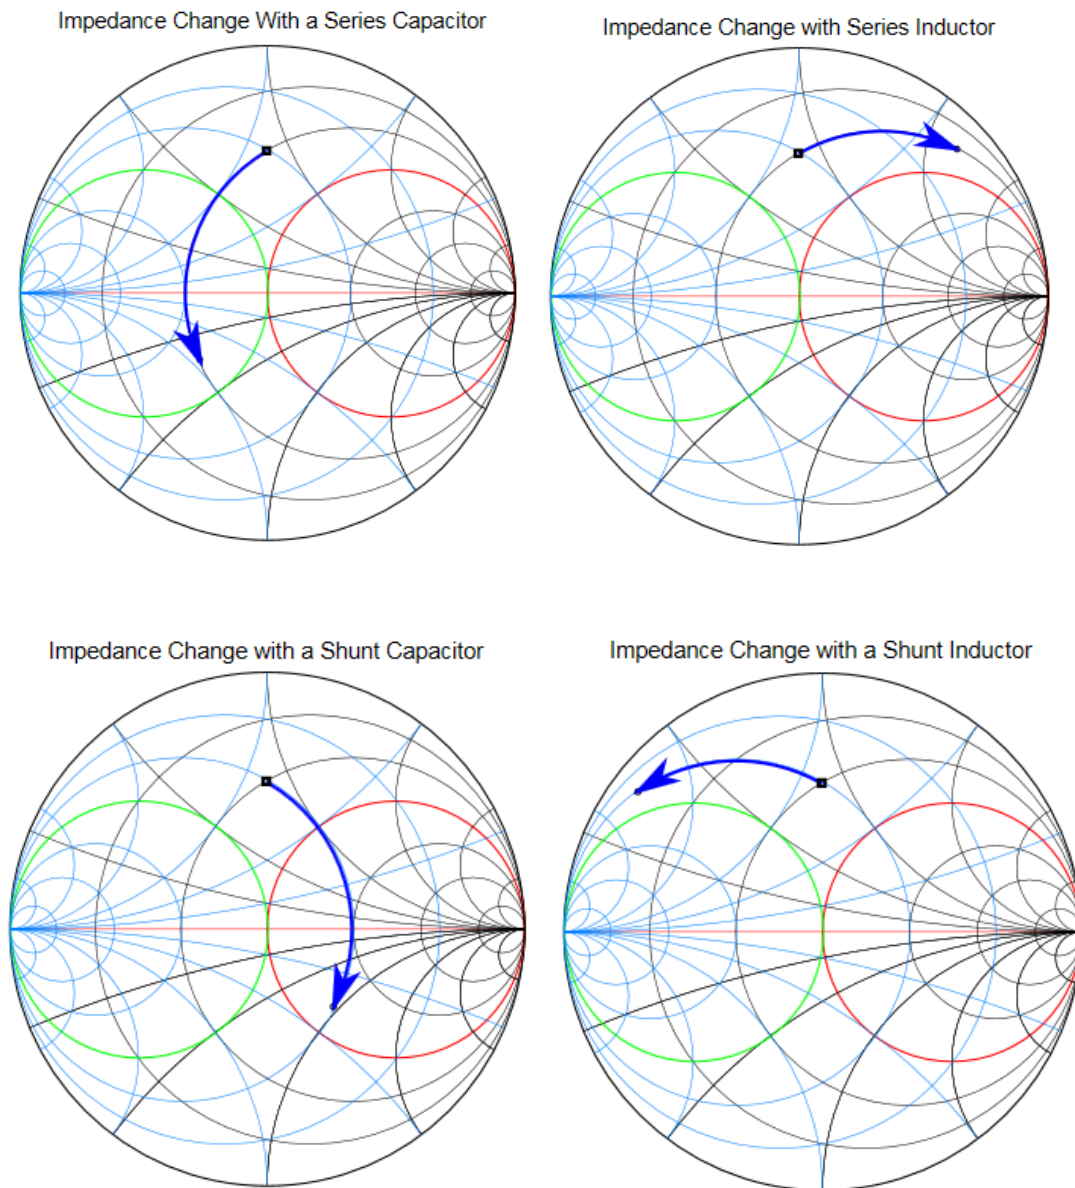 Impedance Change With a Series Capacitor
Impedance Change with Series Inductor
Impedance Change with a Shunt Capacitor
Impedance Change with a Shunt Inductor